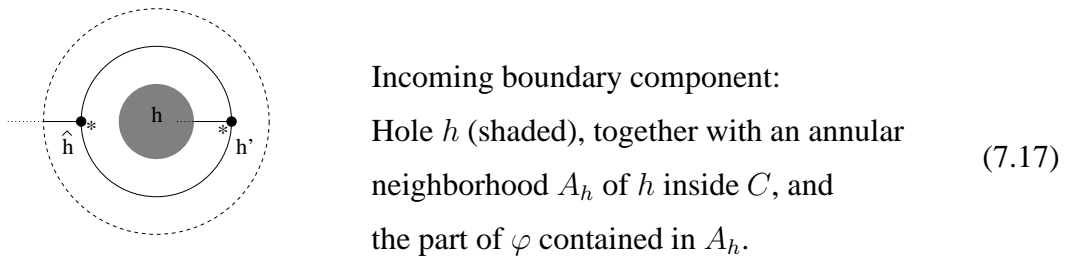 h
*
*
ĥ
h'
Incoming boundary component:
Hole h (shaded), together with an annular
neighborhood A_h of h inside C, and
the part of φ contained in A_h.
(7.17)